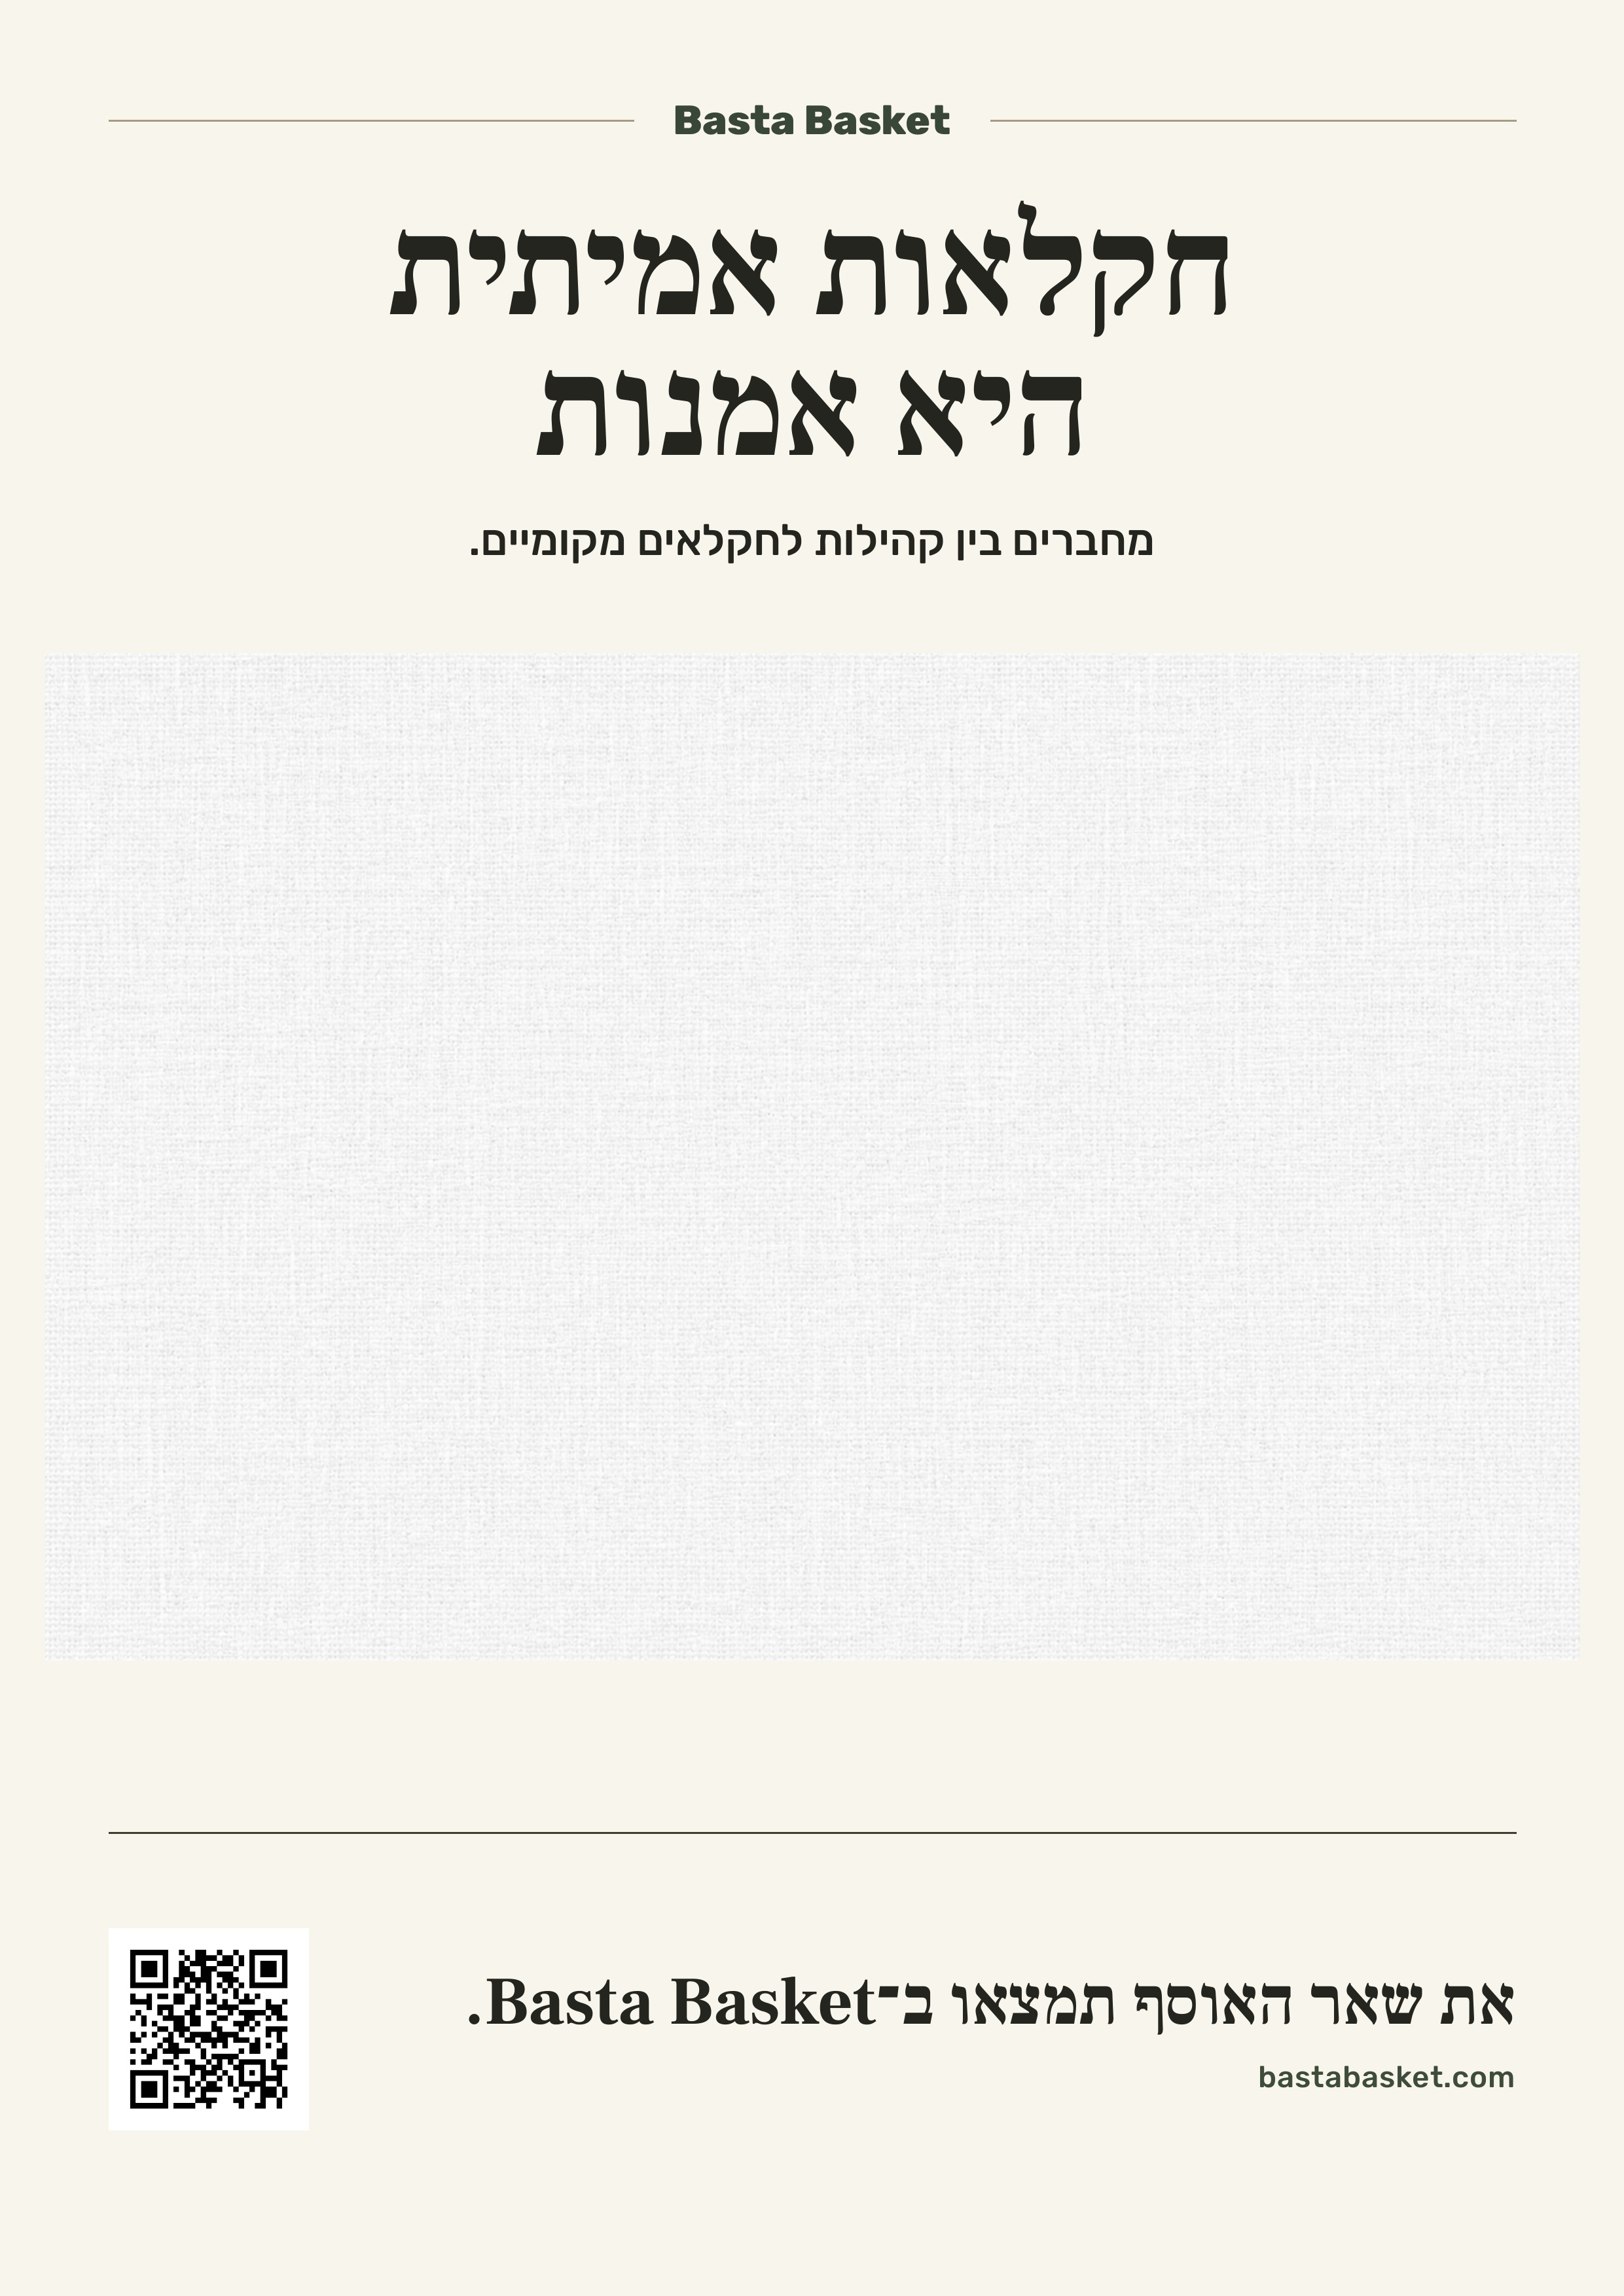 Basta Basket
חקלאות אמיתית
היא אמנות
מחברים בין קהילות לחקלאים מקומיים.
את שאר האוסף תמצאו ב־Basta Basket.
bastabasket.com